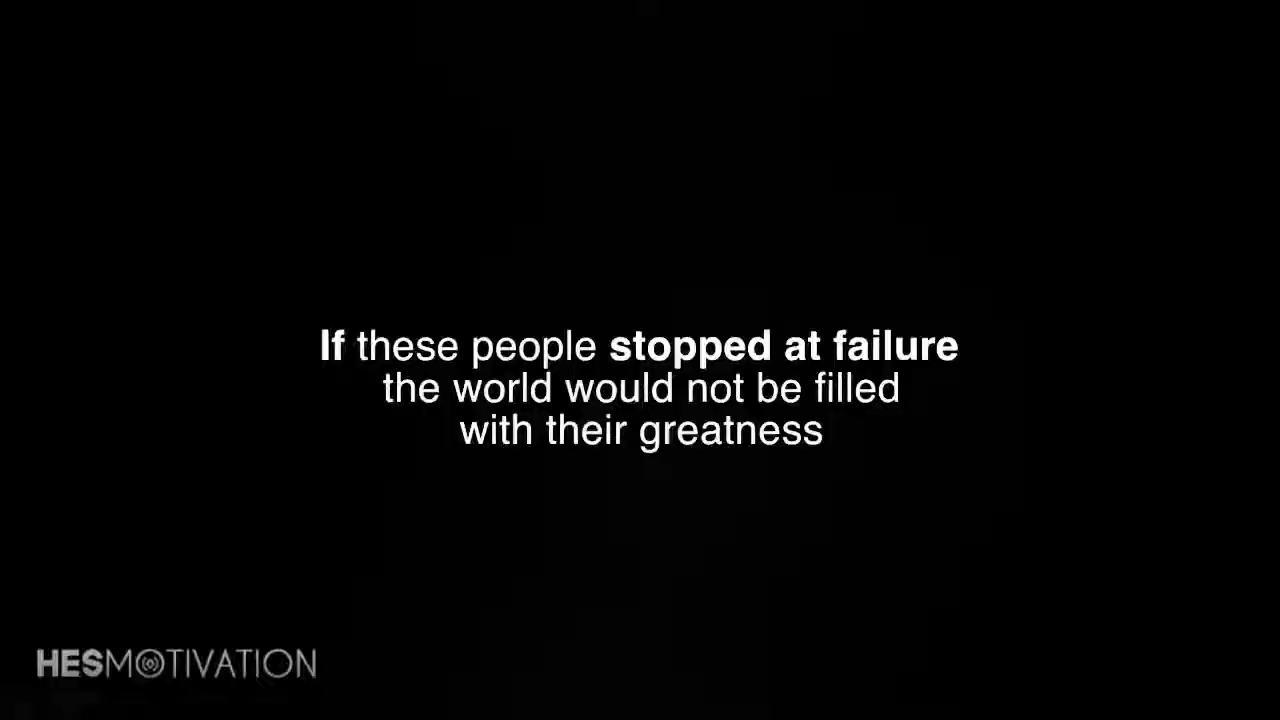 If these people stopped at failure
the world would not be filled
with their greatness
HESMOTIVATION